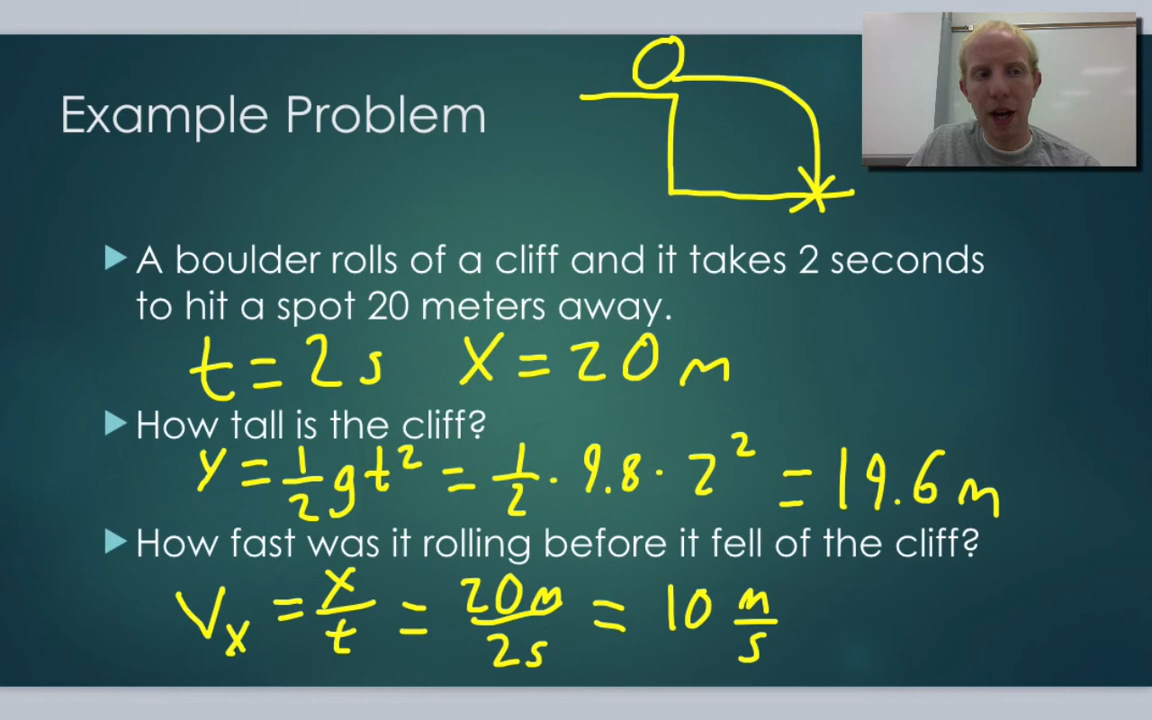 Example Problem
A boulder rolls of a cliff and it takes 2 seconds
to hit a spot 20 meters away.
t = 2 s X = 20 m
How tall is the cliff?
y = 1/2 gt² = 1/2 · 9.8 · 2² = 19.6 m
How fast was it rolling before it fell of the cliff?
Vₓ = x/t = 20m/2s = 10 m/s